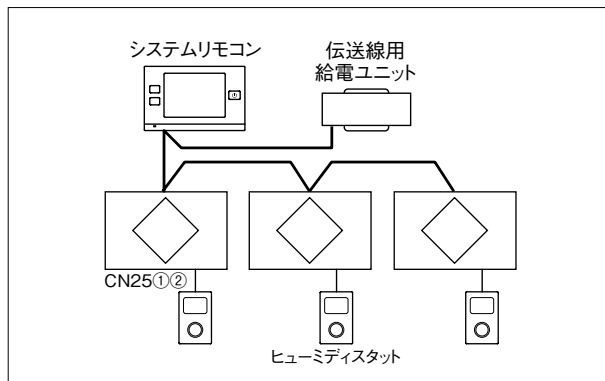 システムリモコン
伝送線用
給電ユニット
CN25①②
ヒューミディスタット